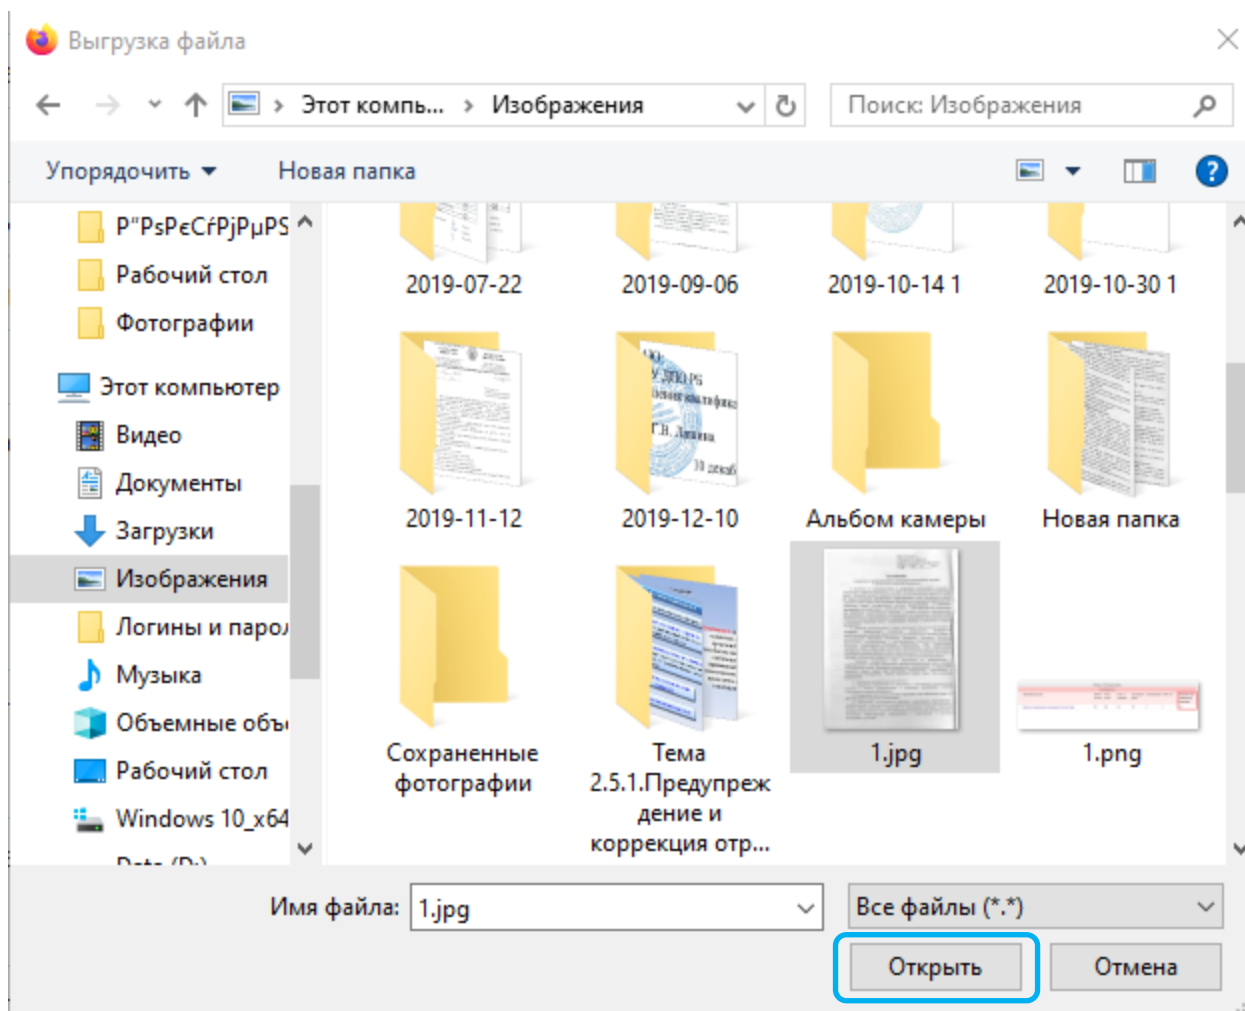 Выгрузка файла
Этот компь... Изображения
Поиск: Изображения
Упорядочить
Новая папка
?
Р"РѕРєСѓРјРµРЅ
Рабочий стол
Фотографии
Этот компьютер
Видео
Документы
Загрузки
Изображения
Логины и парол
Музыка
Объемные объ
Рабочий стол
Windows 10_x64
2019-07-22
2019-09-06
2019-10-14 1
2019-10-30 1
2019-11-12
2019-12-10
Альбом камеры
Новая папка
Сохраненные
фотографии
Тема
2.5.1.Предупреж
дение и
коррекция отр...
1.jpg
1.png
Имя файла:
1.jpg
Все файлы (*.*)
Открыть
Отмена